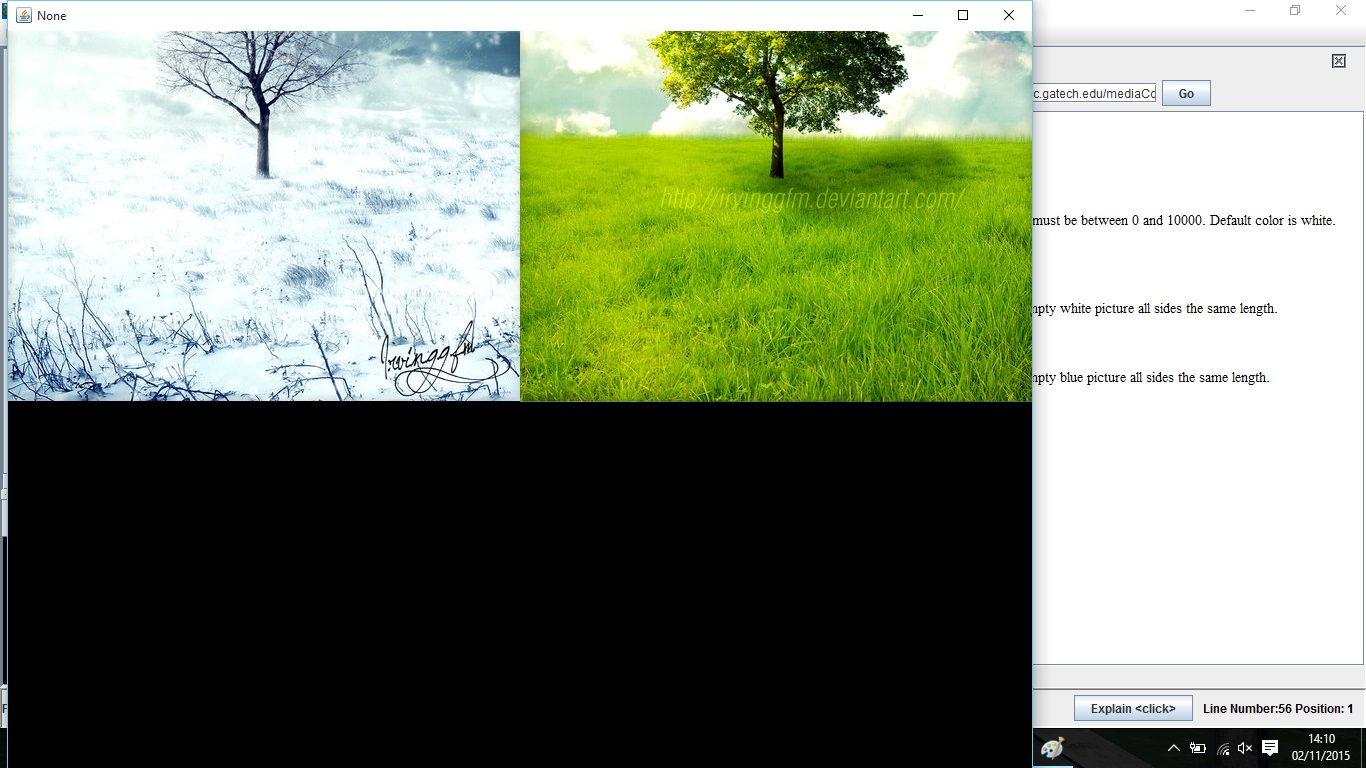 None
c.gatech.edu/mediaCo
Go
http://irvinggfm.deviantart.com/
must be between 0 and 10000. Default color is white.
mpty white picture all sides the same length.
Irvinggfm
mpty blue picture all sides the same length.
Explain <click>
Line Number:56 Position: 1
14:10
02/11/2015